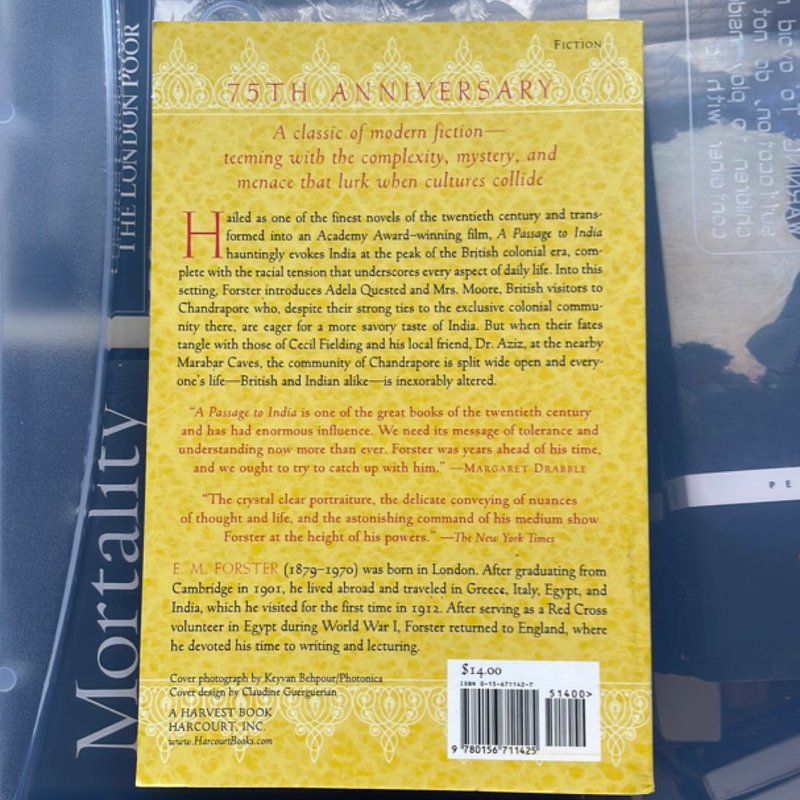 FICTION
75TH ANNIVERSARY
A classic of modern fiction—
teeming with the complexity, mystery, and
menace that lurk when cultures collide
Hailed as one of the finest novels of the twentieth century and trans-
formed into an Academy Award–winning film, A Passage to India
hauntingly evokes India at the peak of the British colonial era, com-
plete with the racial tension that underscores every aspect of daily life. Into this
setting, Forster introduces Adela Quested and Mrs. Moore, British visitors to
Chandrapore who, despite their strong ties to the exclusive colonial commu-
nity there, are eager for a more savory taste of India. But when their fates
tangle with those of Cecil Fielding and his local friend, Dr. Aziz, at the nearby
Marabar Caves, the community of Chandrapore is split wide open and every-
one's life—British and Indian alike—is inexorably altered.
"A Passage to India is one of the great books of the twentieth century
and has had enormous influence. We need its message of tolerance and
understanding now more than ever. Forster was years ahead of his time,
and we ought to try to catch up with him." —MARGARET DRABBLE
"The crystal clear portraiture, the delicate conveying of nuances
of thought and life, and the astonishing command of his medium show
Forster at the height of his powers." —The New York Times
E. M. FORSTER (1879–1970) was born in London. After graduating from
Cambridge in 1901, he lived abroad and traveled in Greece, Italy, Egypt, and
India, which he visited for the first time in 1912. After serving as a Red Cross
volunteer in Egypt during World War I, Forster returned to England, where
he devoted his time to writing and lecturing.
Cover photograph by Keyvan Behpour/Photonica
Cover design by Claudine Guerguerian
A HARVEST BOOK
HARCOURT, INC.
www.HarcourtBooks.com
$14.00
ISBN 0-15-671142-7
51400>
9 780156 711425
THE LONDON POOR
Mortality
P E